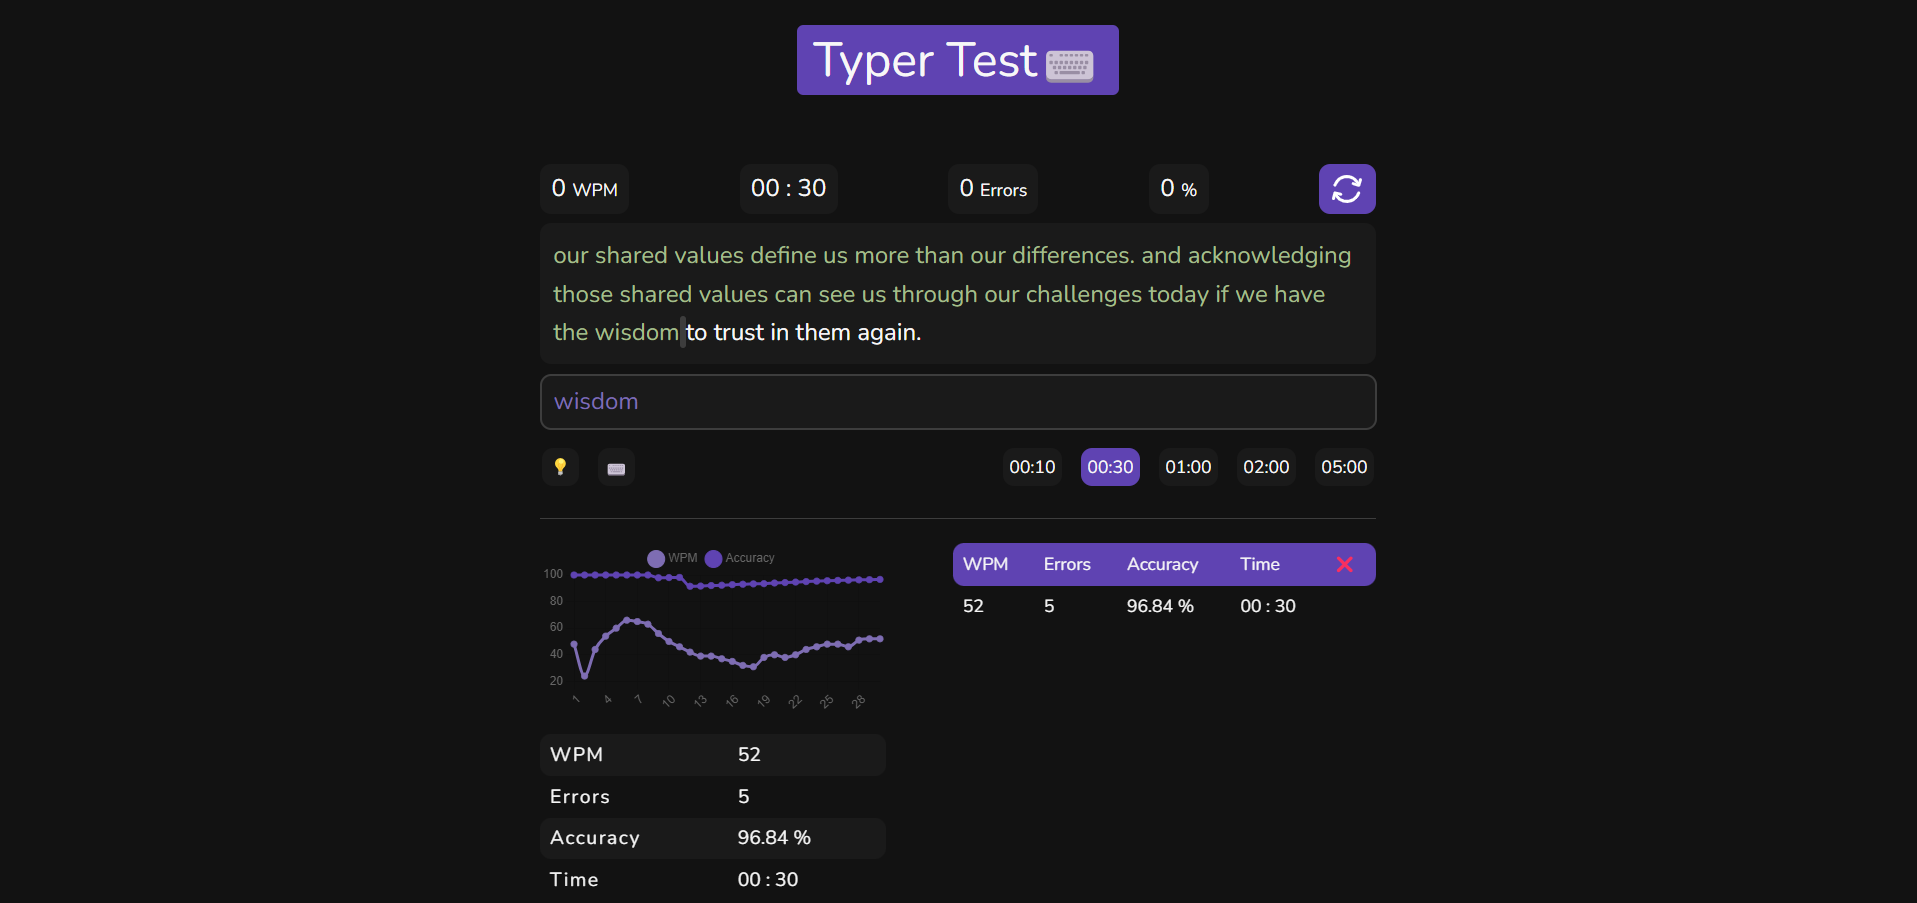 Typer Test
0 WPM
00 : 30
0 Errors
0 %
our shared values define us more than our differences. and acknowledging
those shared values can see us through our challenges today if we have
the wisdom to trust in them again.
wisdom
00:10
00:30
01:00
02:00
05:00
WPM Accuracy
100
80
60
40
20
1 4 7 10 13 16 19 22 25 28
WPM Errors Accuracy Time
52 5 96.84 % 00 : 30
WPM 52
Errors 5
Accuracy 96.84 %
Time 00 : 30